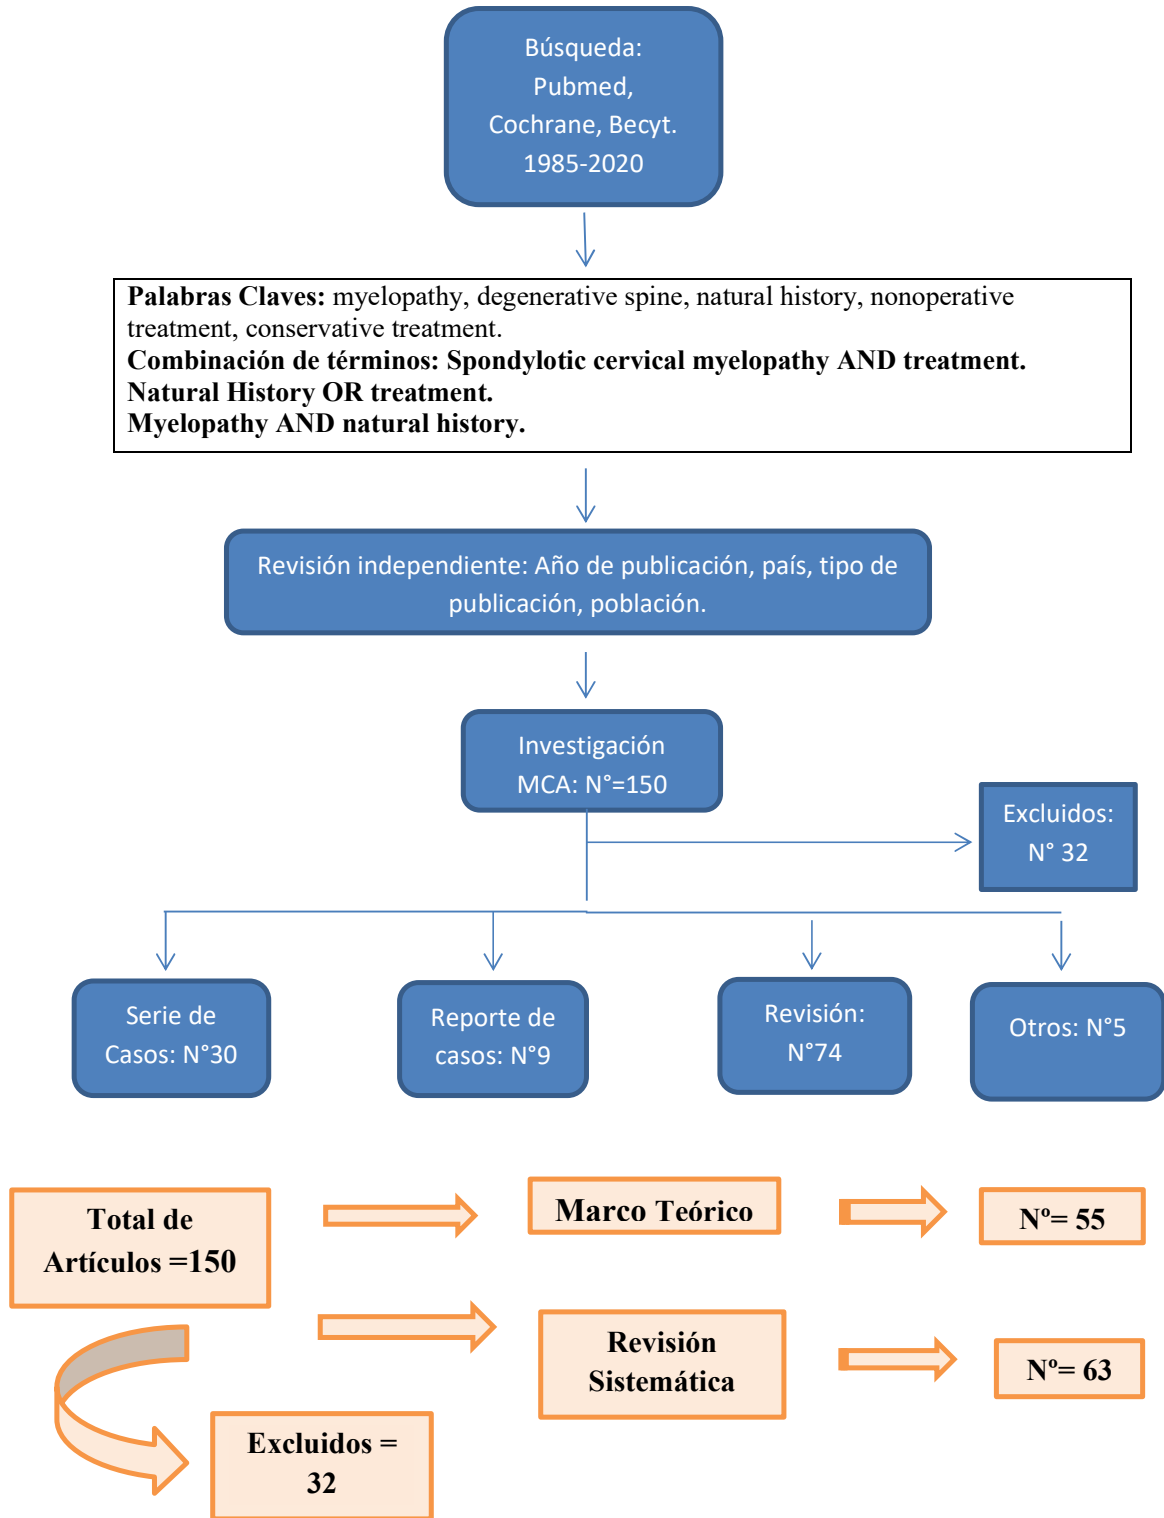 Búsqueda:
Pubmed,
Cochrane, Becyt.
1985-2020
Palabras Claves: myelopathy, degenerative spine, natural history, nonoperative
treatment, conservative treatment.
Combinación de términos: Spondylotic cervical myelopathy AND treatment.
Natural History OR treatment.
Myelopathy AND natural history.
Revisión independiente: Año de publicación, país, tipo de
publicación, población.
Investigación
MCA: N°=150
Excluidos:
N° 32
Serie de
Casos: N°30
Reporte de
casos: N°9
Revisión:
N°74
Otros: N°5
Total de
Artículos =150
Marco Teórico
Nº= 55
Revisión
Sistemática
Nº= 63
Excluidos =
32